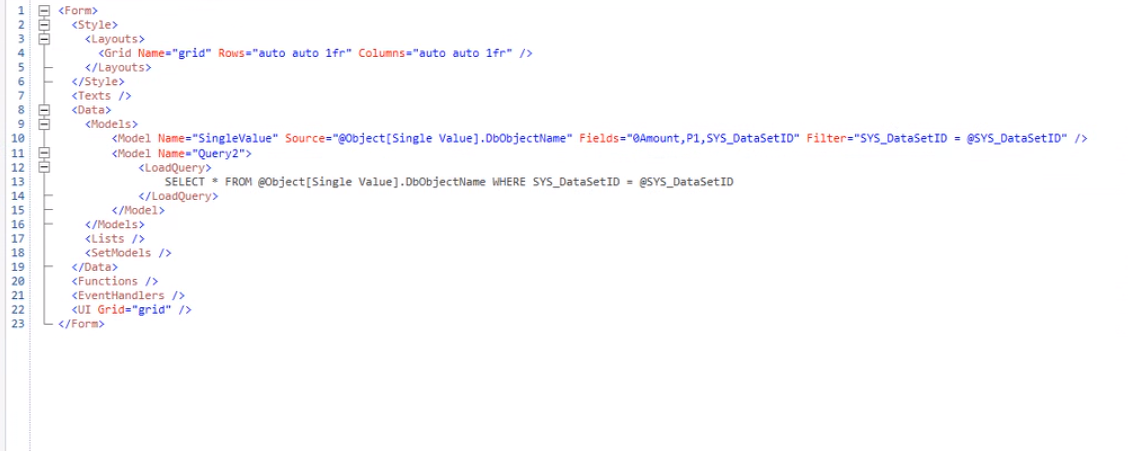 1 <Form>
2 <Style>
3 <Layouts>
4 <Grid Name="grid" Rows="auto auto 1fr" Columns="auto auto 1fr" />
5 </Layouts>
6 </Style>
7 <Texts />
8 <Data>
9 <Models>
10 <Model Name="SingleValue" Source="@Object[Single Value].DbObjectName" Fields="0Amount,P1,SYS_DataSetID" Filter="SYS_DataSetID = @SYS_DataSetID" />
11 <Model Name="Query2">
12 <LoadQuery>
13 SELECT * FROM @Object[Single Value].DbObjectName WHERE SYS_DataSetID = @SYS_DataSetID
14 </LoadQuery>
15 </Model>
16 </Models>
17 <Lists />
18 <SetModels />
19 </Data>
20 <Functions />
21 <EventHandlers />
22 <UI Grid="grid" />
23 </Form>